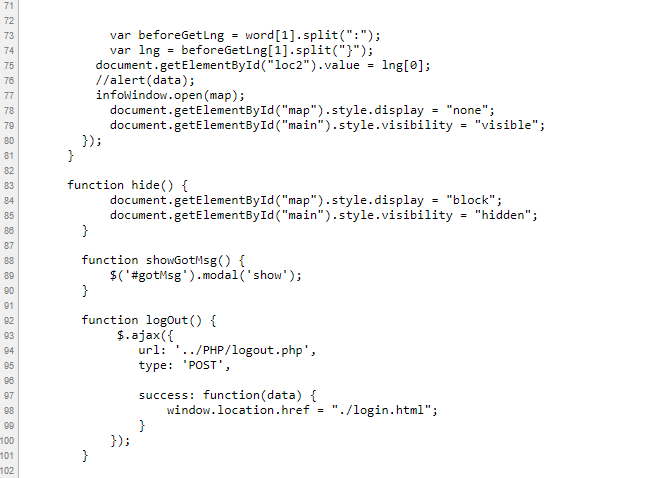 71
72
73 var beforeGetLng = word[1].split(":");
74 var lng = beforeGetLng[1].split("}");
75 document.getElementById("loc2").value = lng[0];
76 //alert(data);
77 infoWindow.open(map);
78 document.getElementById("map").style.display = "none";
79 document.getElementById("main").style.visibility = "visible";
80 });
81 }
82
83 function hide() {
84 document.getElementById("map").style.display = "block";
85 document.getElementById("main").style.visibility = "hidden";
86 }
87
88 function showGotMsg() {
89 $('#gotMsg').modal('show');
90 }
91
92 function logOut() {
93 $.ajax({
94 url: '../PHP/logout.php',
95 type: 'POST',
96
97 success: function(data) {
98 window.location.href = "./login.html";
99 }
100 });
101 }
102